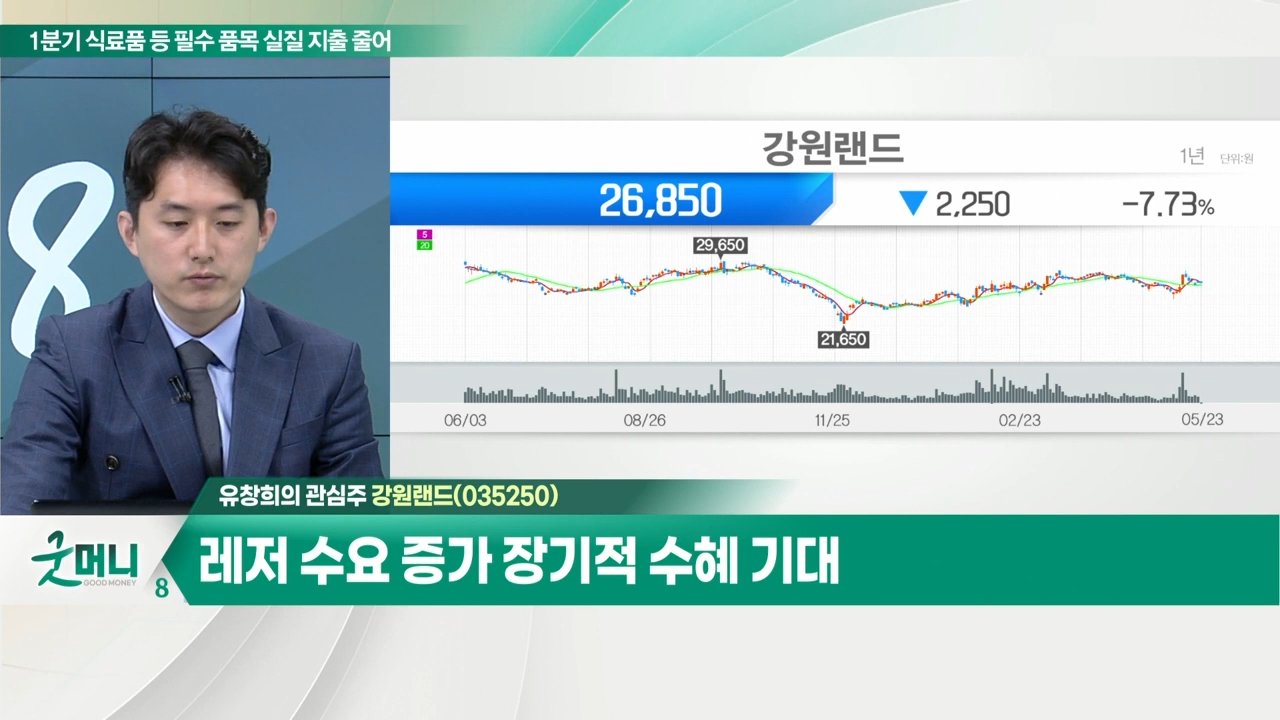 1분기 식료품 등 필수 품목 실질 지출 줄어
8
강원랜드
1년 단위:원
26,850 ▼ 2,250 -7.73%
5
20
29,650
21,650
06/03 08/26 11/25 02/23 05/23
유창희의 관심주 강원랜드(035250)
굿머니
GOOD MONEY
8
레저 수요 증가 장기적 수혜 기대